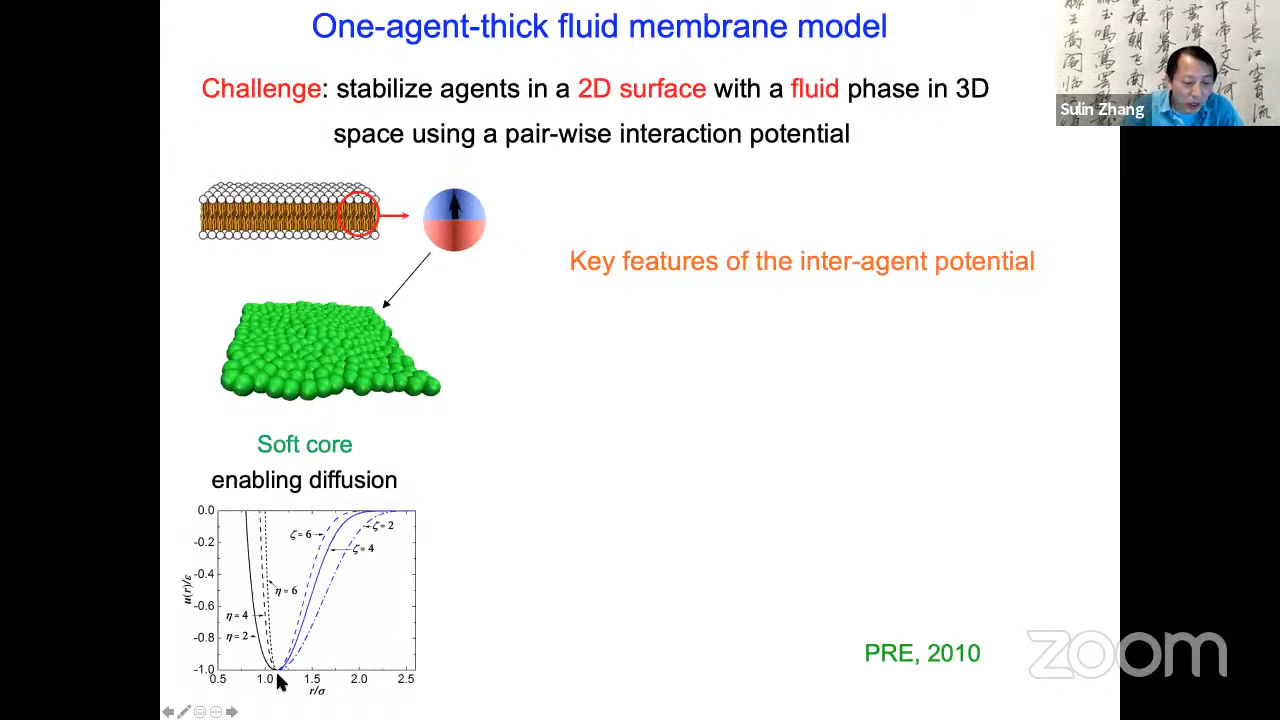 One-agent-thick fluid membrane model
Challenge: stabilize agents in a 2D surface with a fluid phase in 3D
space using a pair-wise interaction potential
Sulin Zhang
Key features of the inter-agent potential
Soft core
enabling diffusion
0.0
-0.2
-0.4
-0.6
-0.8
-1.0
u(r)/ε
ζ= 6
ζ= 2
ζ= 4
η= 6
η= 4
η= 2
0.5 1.0 1.5 2.0 2.5
r/σ
PRE, 2010
zoom